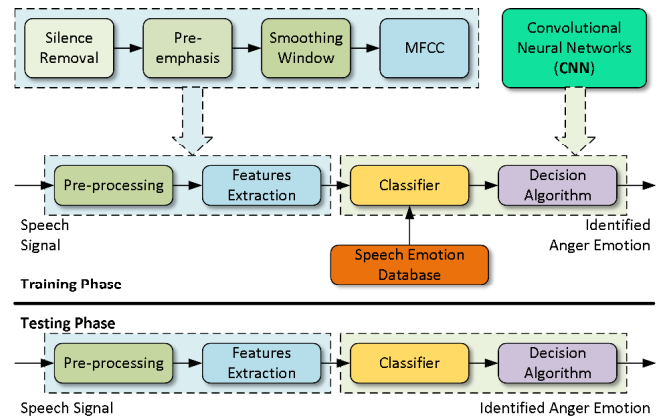 Silence
Removal
Pre-
emphasis
Smoothing
Window
MFCC
Convolutional
Neural Networks
(CNN)
Pre-processing
Features
Extraction
Classifier
Decision
Algorithm
Speech
Signal
Identified
Anger Emotion
Speech Emotion
Database
Training Phase
Testing Phase
Pre-processing
Features
Extraction
Classifier
Decision
Algorithm
Speech Signal
Identified Anger Emotion